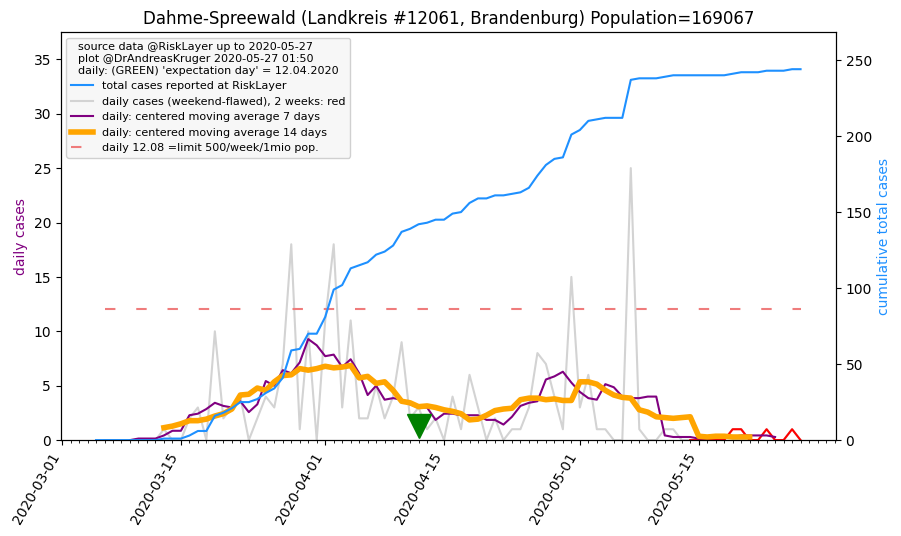 Dahme-Spreewald (Landkreis #12061, Brandenburg) Population=169067
source data @RiskLayer up to 2020-05-27
plot @DrAndreasKruger 2020-05-27 01:50
daily: (GREEN) 'expectation day' = 12.04.2020
total cases reported at RiskLayer
daily cases (weekend-flawed), 2 weeks: red
daily: centered moving average 7 days
daily: centered moving average 14 days
daily 12.08 =limit 500/week/1mio pop.
daily cases
35
30
25
20
15
10
5
0
cumulative total cases
250
200
150
100
50
0
2020-03-01
2020-03-15
2020-04-01
2020-04-15
2020-05-01
2020-05-15